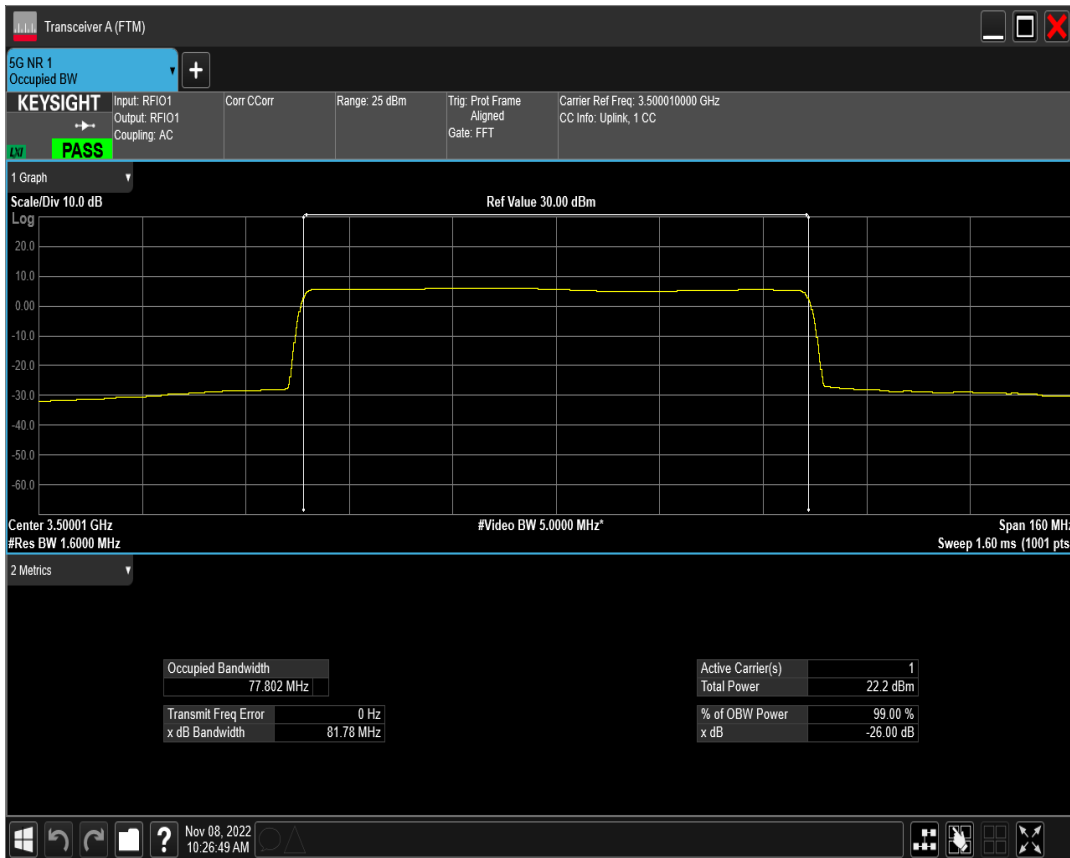 Transceiver A (FTM)
5G NR 1
Occupied BW
+
KEYSIGHT
LXI
PASS
Input: RFIO1
Output: RFIO1
Coupling: AC
Corr CCorr
Range: 25 dBm
Trig: Prot Frame
Aligned
Gate: FFT
Carrier Ref Freq: 3.500010000 GHz
CC Info: Uplink, 1 CC
1 Graph
Scale/Div 10.0 dB
Ref Value 30.00 dBm
Log
20.0
10.0
0.00
-10.0
-20.0
-30.0
-40.0
-50.0
-60.0
Center 3.50001 GHz
#Video BW 5.0000 MHz*
Span 160 MHz
#Res BW 1.6000 MHz
Sweep 1.60 ms (1001 pts
2 Metrics
Occupied Bandwidth
77.802 MHz
Transmit Freq Error 0 Hz
x dB Bandwidth 81.78 MHz
Active Carrier(s) 1
Total Power 22.2 dBm
% of OBW Power 99.00 %
x dB -26.00 dB
?
Nov 08, 2022
10:26:49 AM